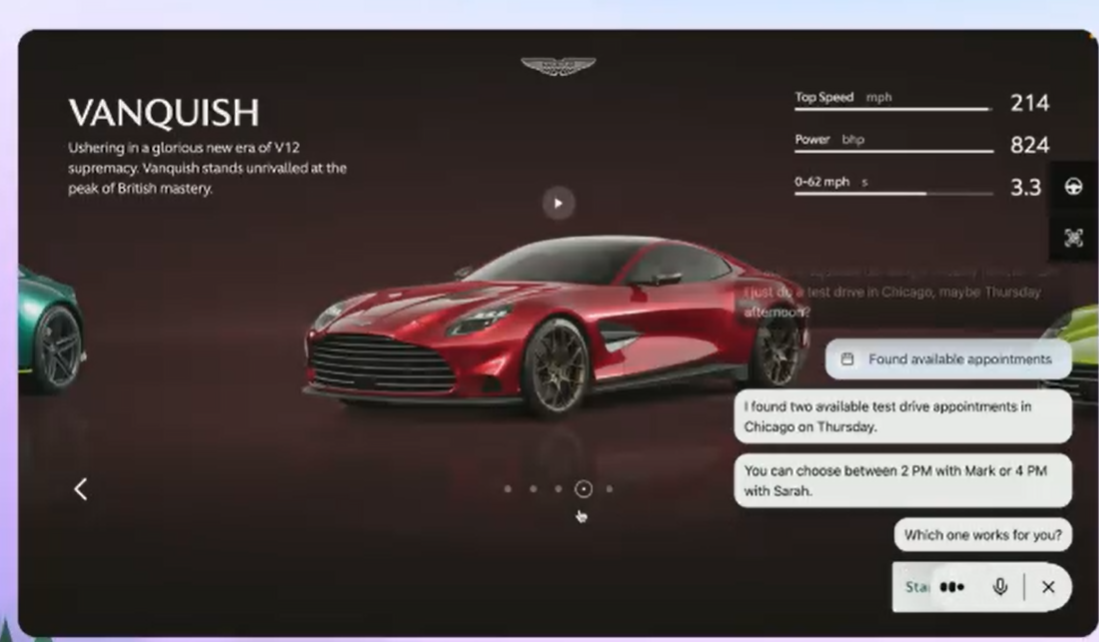 VANQUISH
Ushering in a glorious new era of V12
supremacy. Vanquish stands unrivalled at the
peak of British mastery.
Top Speed mph 214
Power bhp 824
0-62 mph s 3.3
I just do a test drive in Chicago, maybe Thursday
afternoon?
Found available appointments
I found two available test drive appointments in
Chicago on Thursday.
You can choose between 2 PM with Mark or 4 PM
with Sarah.
Which one works for you?